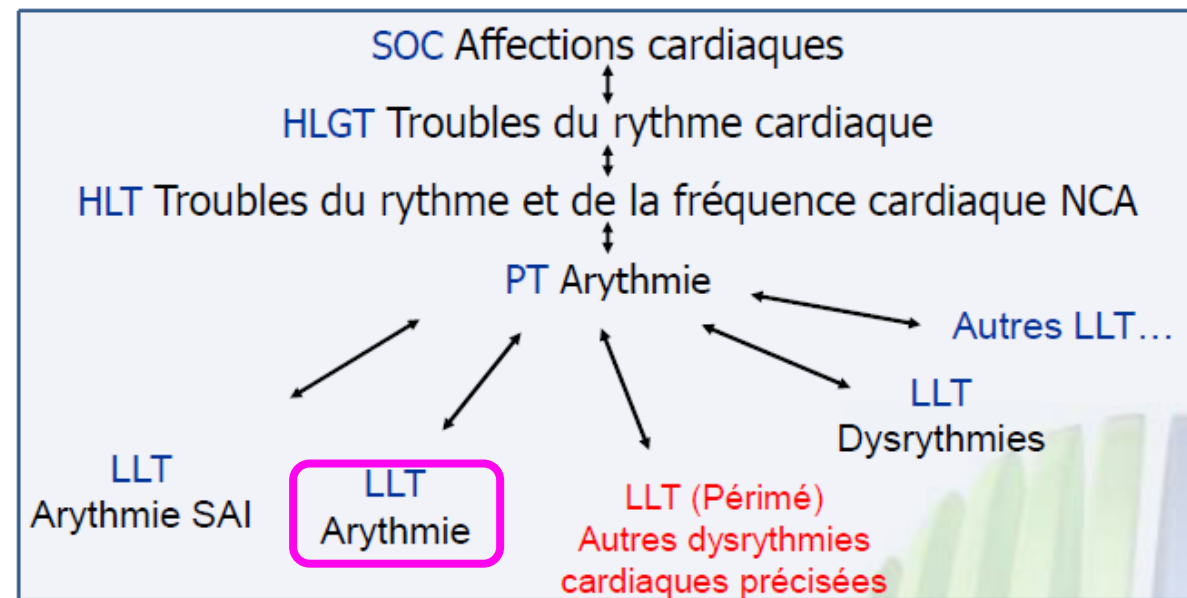 SOC Affections cardiaques
HLGT Troubles du rythme cardiaque
HLT Troubles du rythme et de la fréquence cardiaque NCA
PT Arythmie
Autres LLT...
LLT
Dysrythmies
LLT
Arythmie SAI
LLT
Arythmie
LLT (Périmé)
Autres dysrythmies
cardiaques précisées